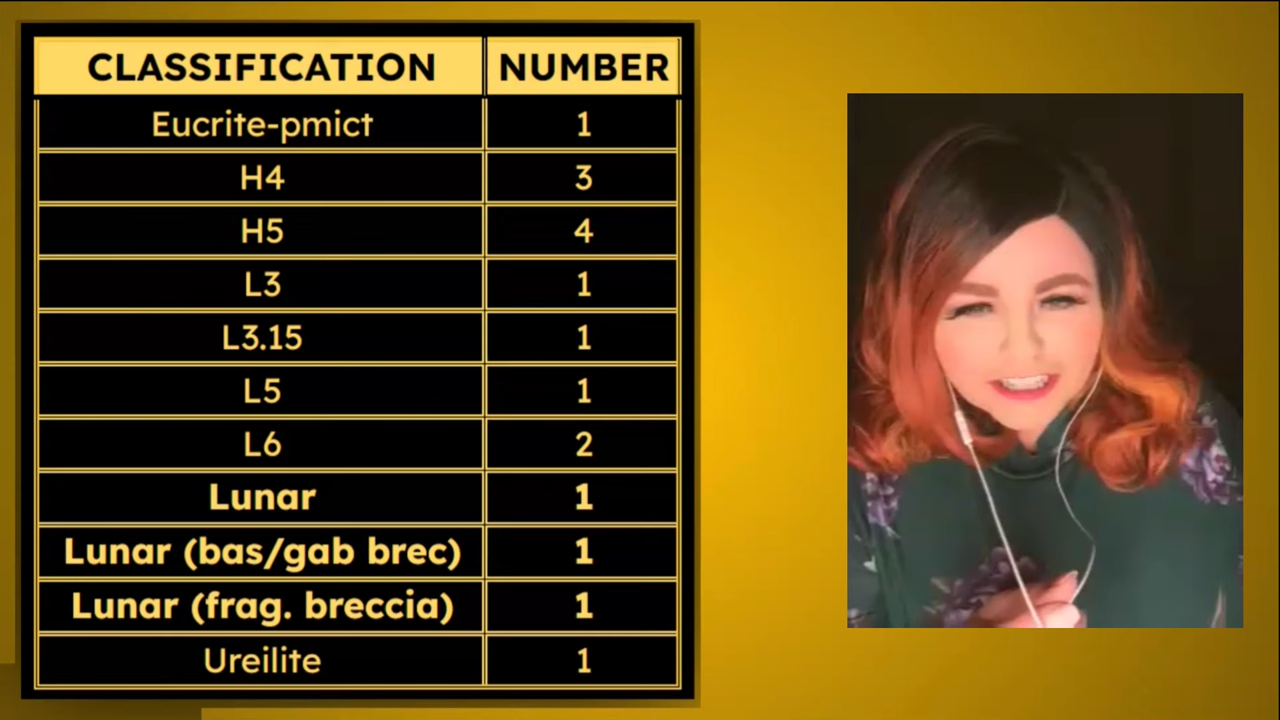 CLASSIFICATION NUMBER
Eucrite-pmict 1
H4 3
H5 4
L3 1
L3.15 1
L5 1
L6 2
Lunar 1
Lunar (bas/gab brec) 1
Lunar (frag. breccia) 1
Ureilite 1